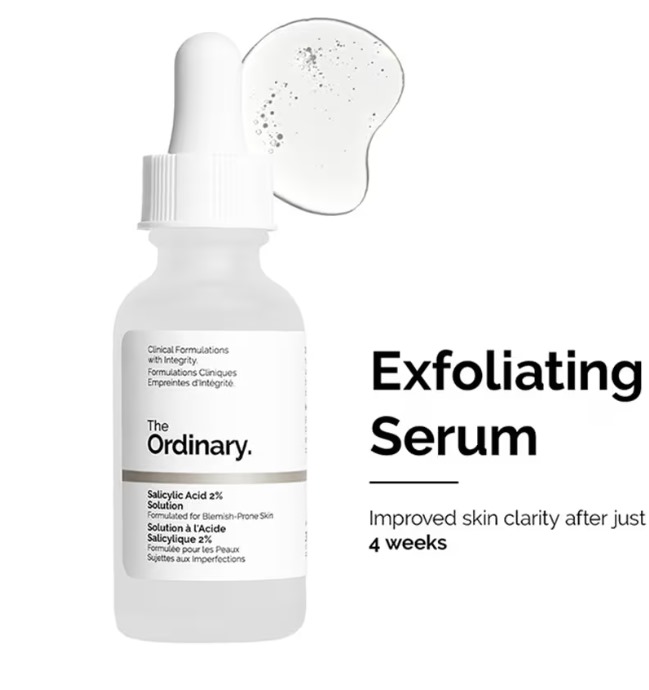 Clinical Formulations
with Integrity.
Formulations Cliniques
Empreintes d'Intégrité.
The
Ordinary.
Salicylic Acid 2%
Solution
Formulated for Blemish-Prone Skin
Solution à l'Acide
Salicylique 2%
Formulée pour les Peaux
Sujettes aux Imperfections
Exfoliating
Serum
Improved skin clarity after just
4 weeks